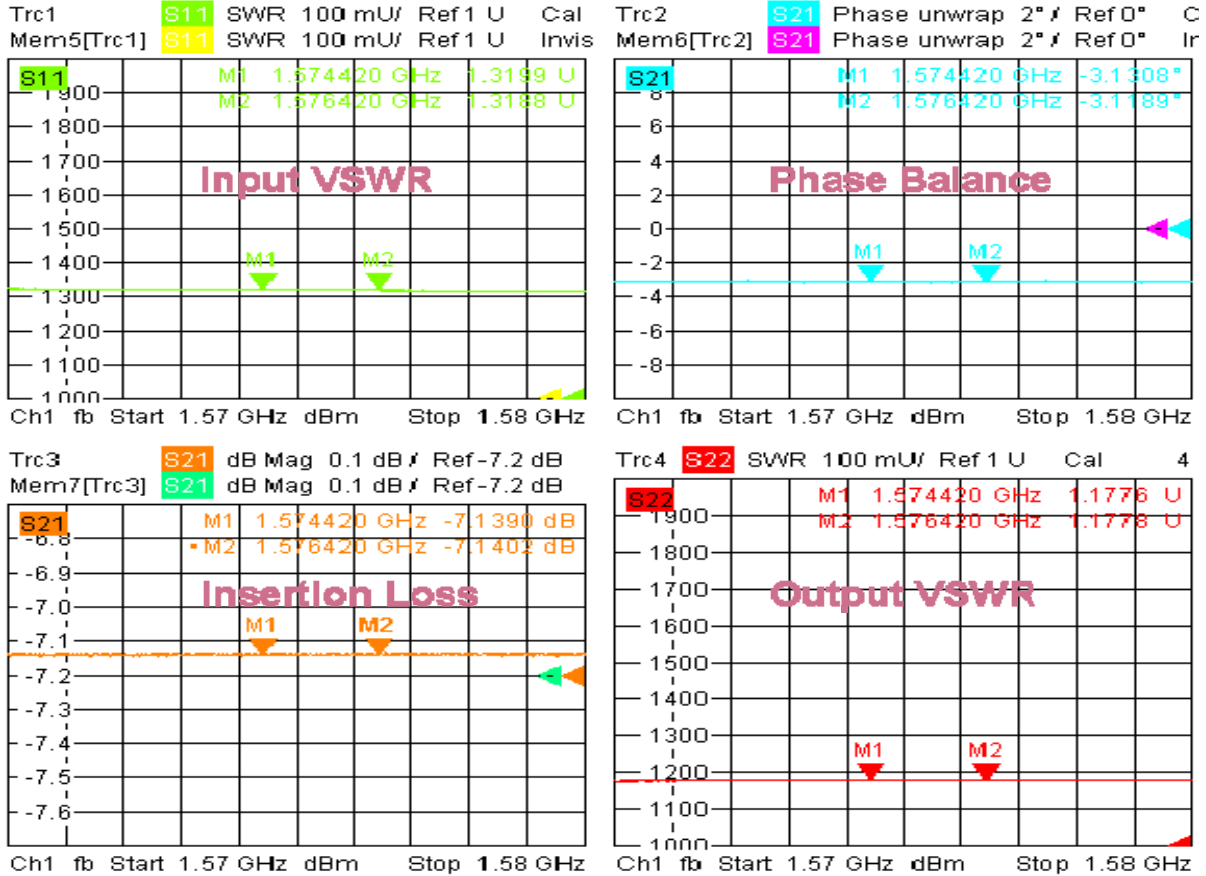 Trc1 S11 SWR 100 mU/ Ref 1 U Cal
Mem5[Trc1] S11 SWR 100 mU/ Ref 1 U Invis
S11
M1 1.574420 GHz 1.3199 U
M2 1.576420 GHz 1.3188 U
1900
1800
1700
Input VSWR
1600
1500
1400
M1 M2
1300
1200
1100
1000
Ch1 fb Start 1.57 GHz dBm Stop 1.58 GHz
Trc2 S21 Phase unwrap 2°/ Ref 0° C
Mem6[Trc2] S21 Phase unwrap 2°/ Ref 0° Ir
S21
M1 1.574420 GHz -3.1308°
M2 1.576420 GHz -3.1189°
8
6
4
Phase Balance
2
0
-2
M1 M2
-4
-6
-8
Ch1 fb Start 1.57 GHz dBm Stop 1.58 GHz
Trc3 S21 dB Mag 0.1 dB/ Ref -7.2 dB
Mem7[Trc3] S21 dB Mag 0.1 dB/ Ref -7.2 dB
S21
M1 1.574420 GHz -7.1390 dB
•M2 1.576420 GHz -7.1402 dB
-6.8
-6.9
Insertion Loss
-7.0
M1 M2
-7.1
-7.2
-7.3
-7.4
-7.5
-7.6
Ch1 fb Start 1.57 GHz dBm Stop 1.58 GHz
Trc4 S22 SWR 100 mU/ Ref 1 U Cal 4
S22
M1 1.574420 GHz 1.1776 U
M2 1.576420 GHz 1.1778 U
1900
1800
1700
Output VSWR
1600
1500
1400
1300
M1 M2
1200
1100
1000
Ch1 fb Start 1.57 GHz dBm Stop 1.58 GHz